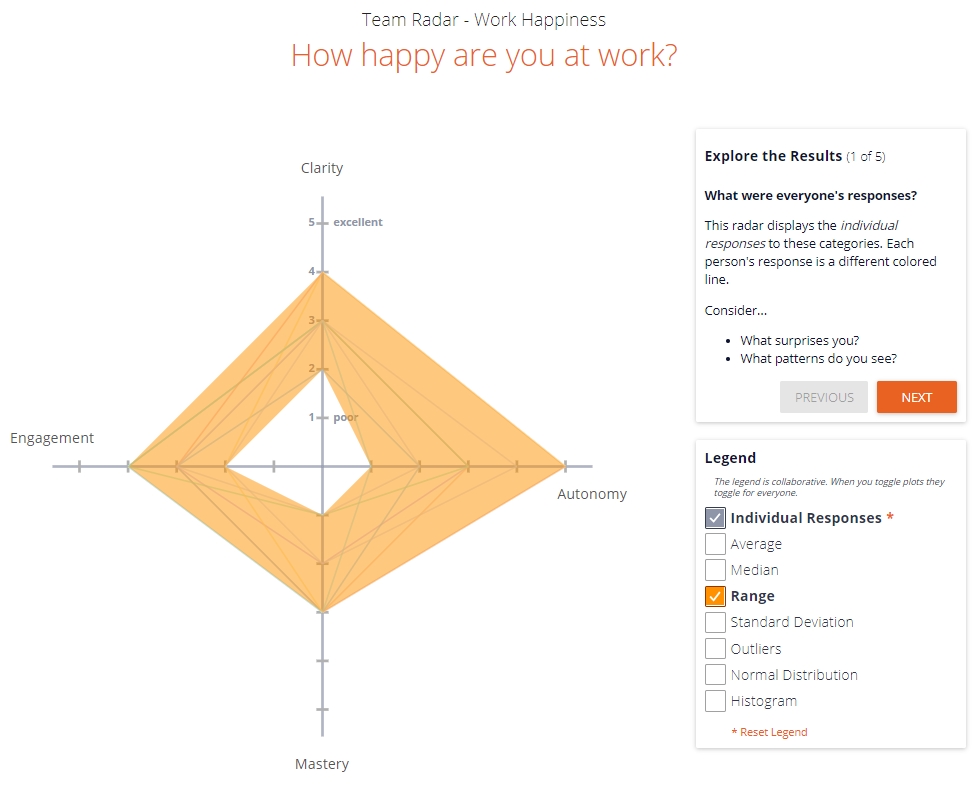 Team Radar - Work Happiness
How happy are you at work?
Clarity
5
excellent
4
3
2
1
poor
Engagement
Autonomy
Mastery
Explore the Results (1 of 5)
What were everyone's responses?
This radar displays the individual
responses to these categories. Each
person's response is a different colored
line.
Consider...
• What surprises you?
• What patterns do you see?
PREVIOUS
NEXT
Legend
The legend is collaborative. When you toggle plots they
toggle for everyone.
Individual Responses *
Average
Median
Range
Standard Deviation
Outliers
Normal Distribution
Histogram
* Reset Legend